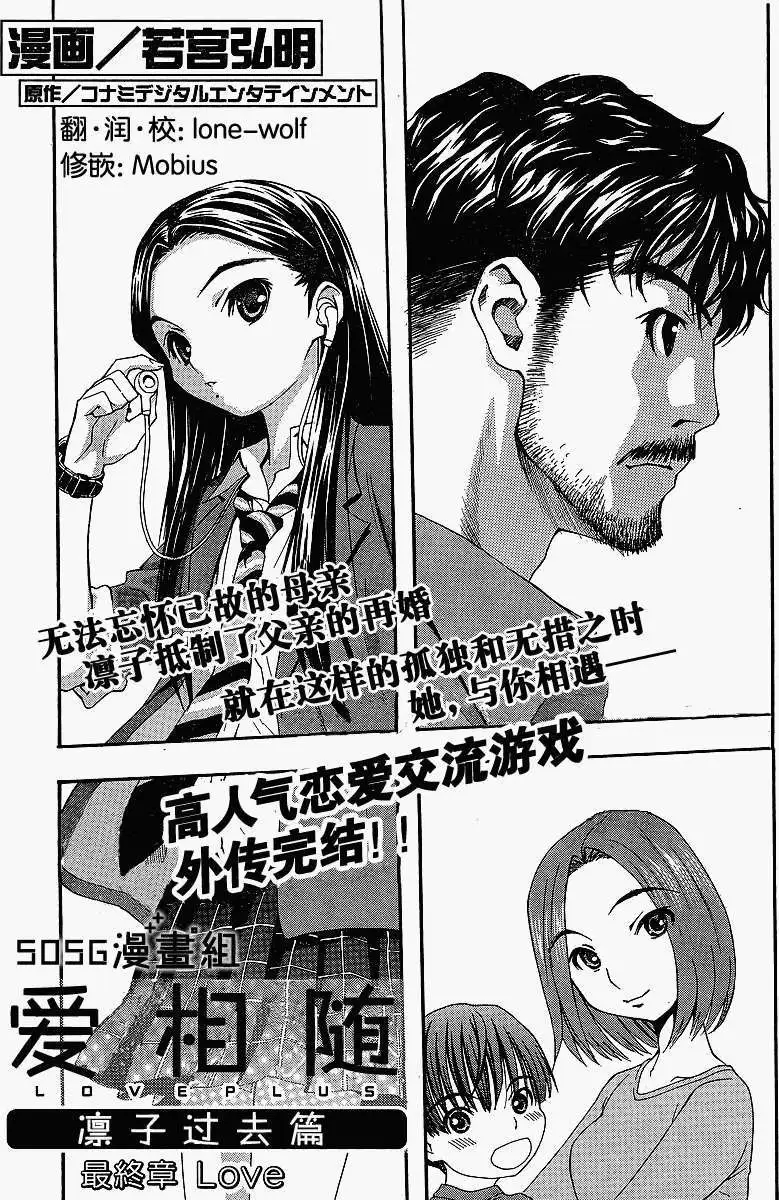 漫画／若宮弘明
原作／コナミデジタルエンタテインメント
翻·润·校: lone-wolf
修嵌: Mobius
无法忘怀已故的母亲
凛子抵制了父亲的再婚
就在这样的孤独和无措之时
她，与你相遇——
高人气恋爱交流游戏
外传完结！！
SOSG漫畫組
爱相随
LOVEPLUS
凛子过去篇
最終章 Love